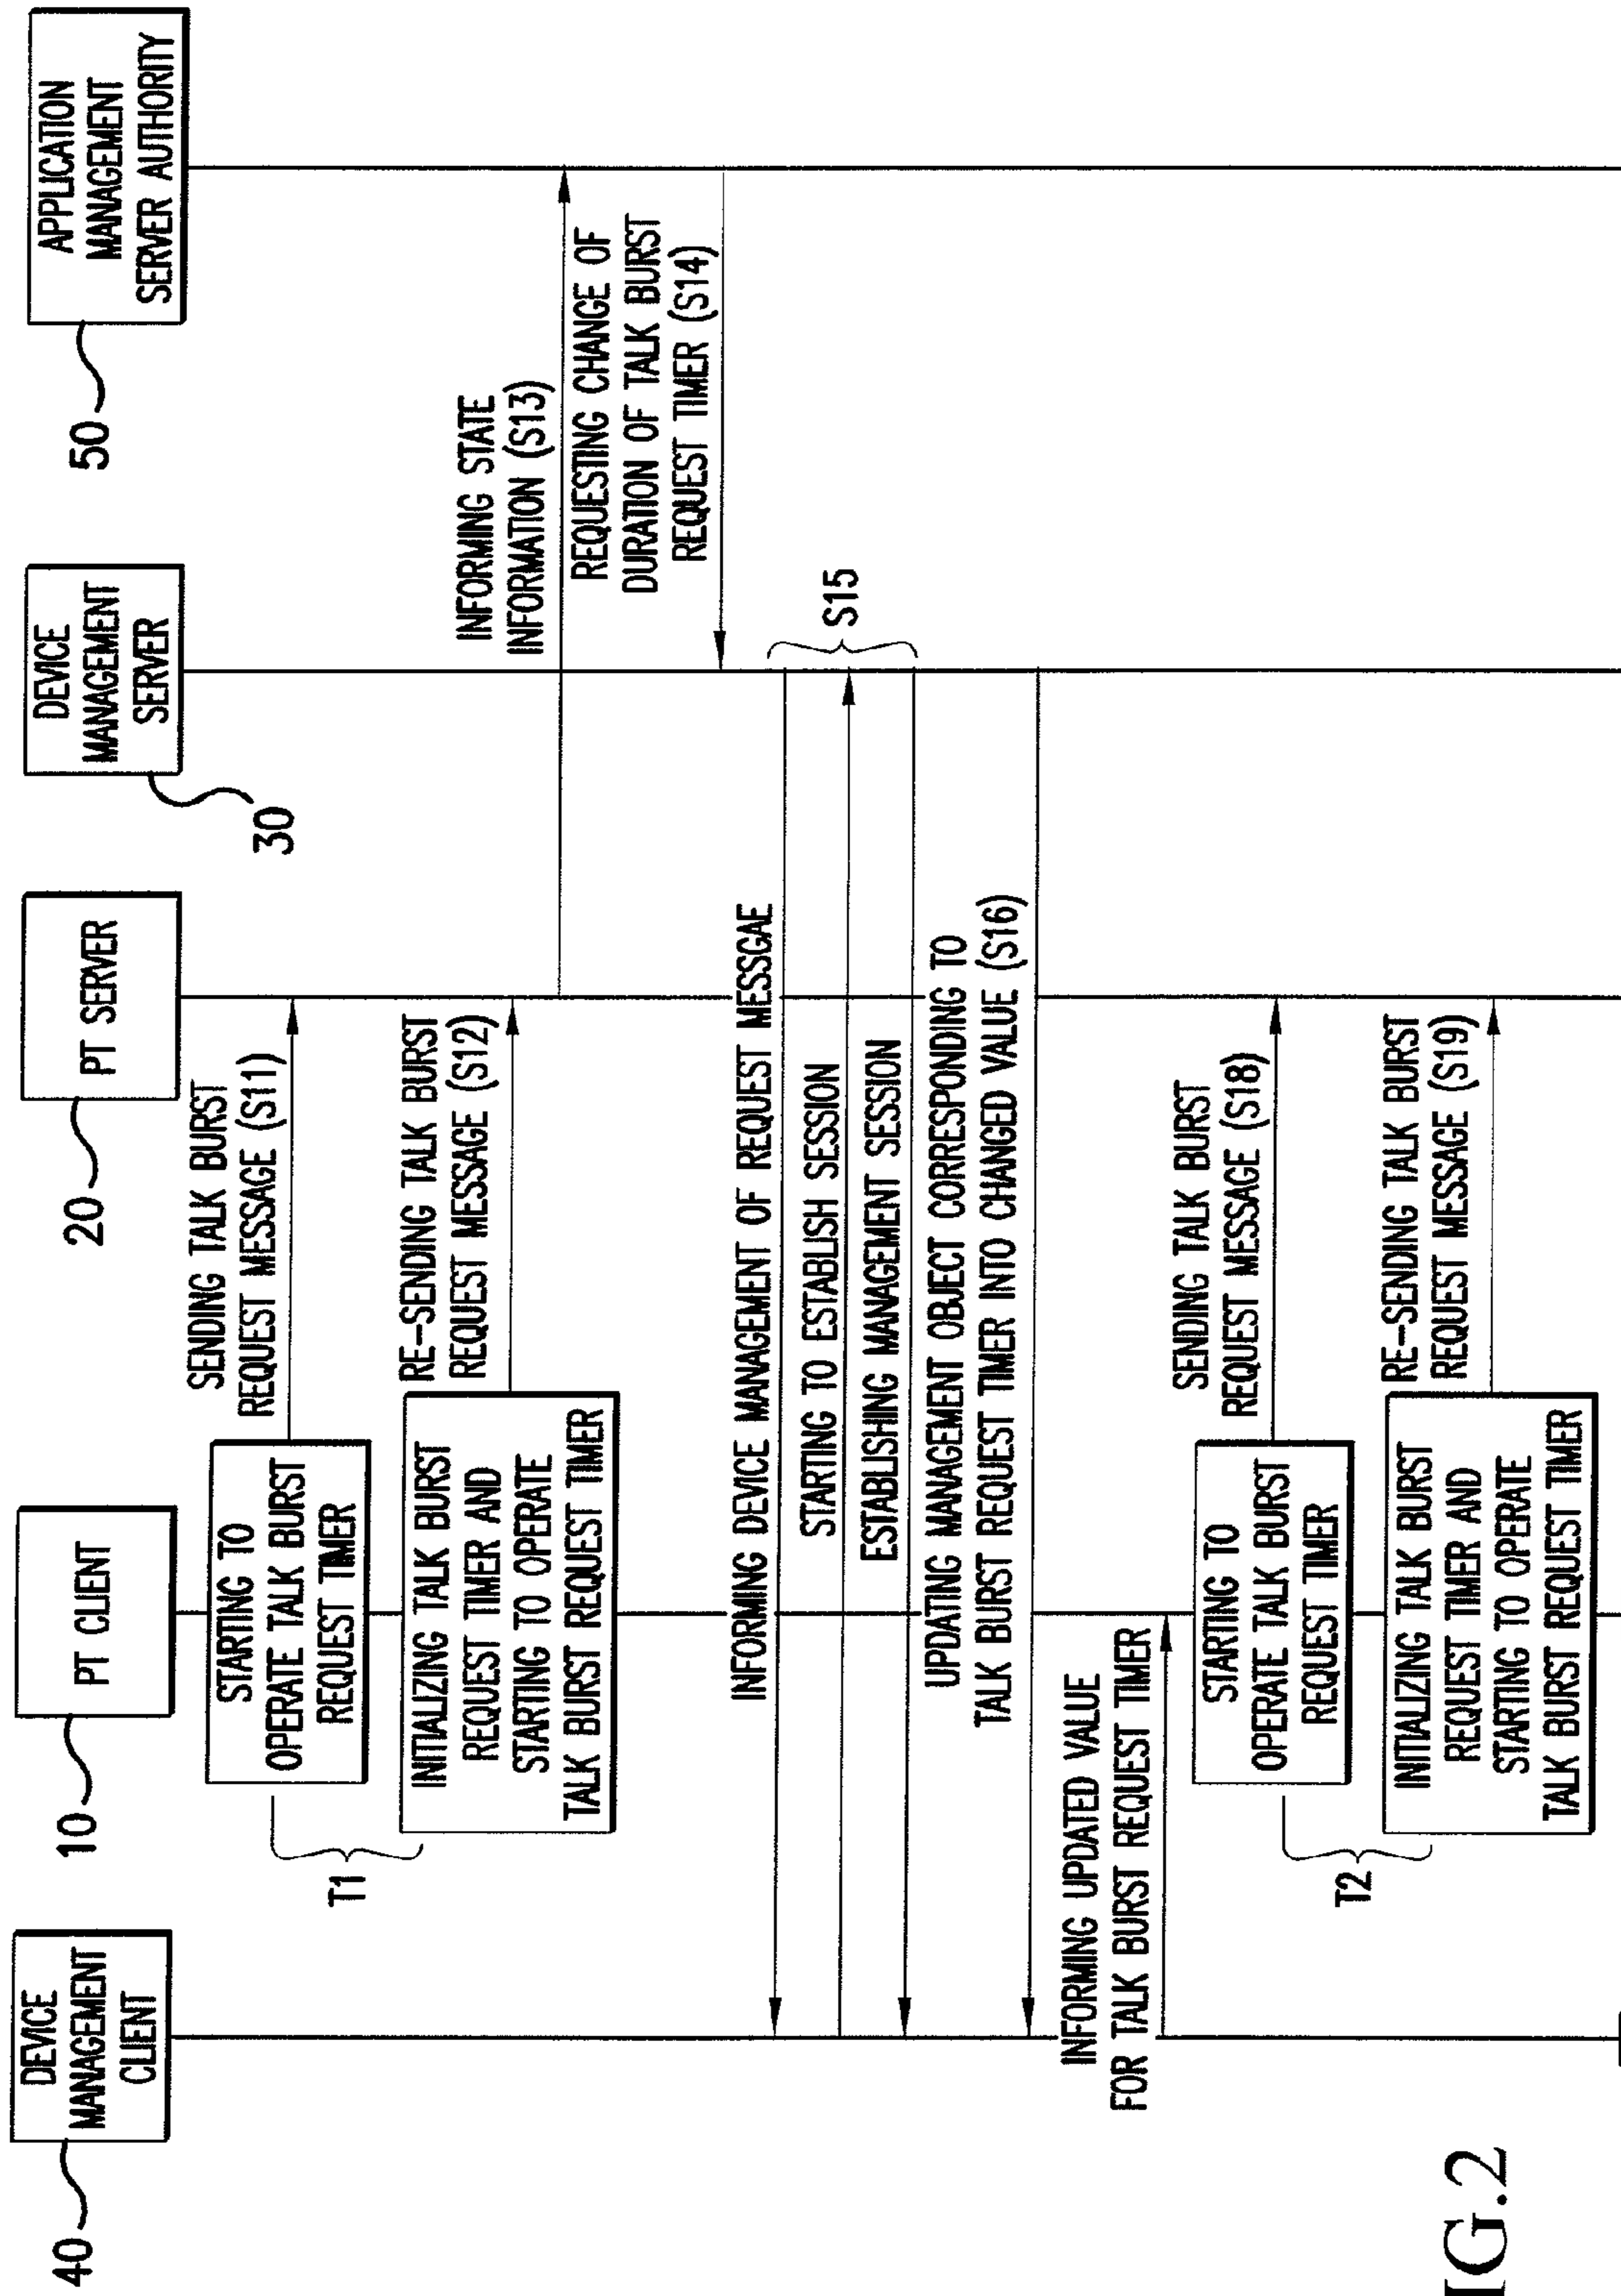 DEVICE
MANAGEMENT
CLIENT
40
PT CLIENT
10
PT SERVER
20
DEVICE
MANAGEMENT
SERVER
30
APPLICATION
MANAGEMENT
SERVER AUTHORITY
50
STARTING TO
OPERATE TALK BURST
REQUEST TIMER
SENDING TALK BURST
REQUEST MESSAGE (S11)
T1
INITIALIZING TALK BURST
REQUEST TIMER AND
STARTING TO OPERATE
TALK BURST REQUEST TIMER
RE-SENDING TALK BURST
REQUEST MESSAGE (S12)
INFORMING STATE
INFORMATION (S13)
REQUESTING CHANGE OF
DURATION OF TALK BURST
REQUEST TIMER (S14)
INFORMING DEVICE MANAGEMENT OF REQUEST MESSGAE
STARTING TO ESTABLISH SESSION
S15
ESTABLISHING MANAGEMENT SESSION
UPDATING MANAGEMENT OBJECT CORRESPONDING TO
TALK BURST REQUEST TIMER INTO CHANGED VALUE (S16)
INFORMING UPDATED VALUE
FOR TALK BURST REQUEST TIMER
STARTING TO
OPERATE TALK BURST
REQUEST TIMER
SENDING TALK BURST
REQUEST MESSAGE (S18)
T2
INITIALIZING TALK BURST
REQUEST TIMER AND
STARTING TO OPERATE
TALK BURST REQUEST TIMER
RE-SENDING TALK BURST
REQUEST MESSAGE (S19)
IG.2